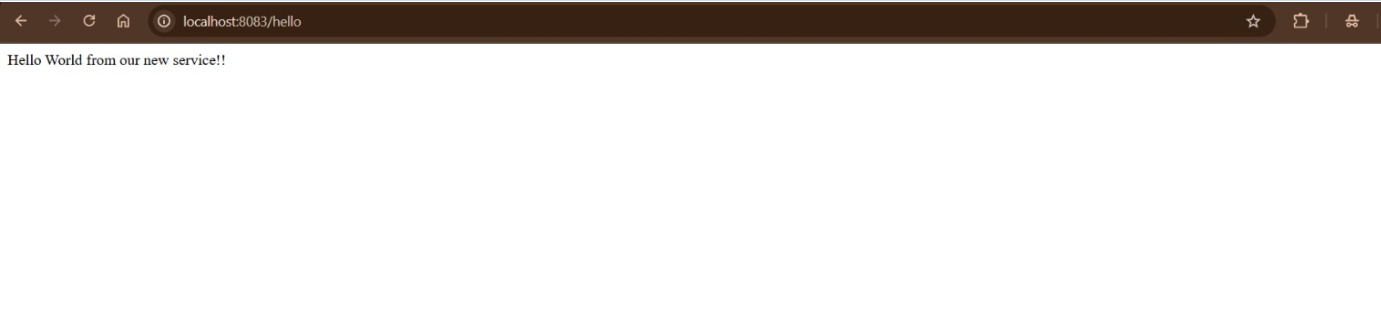 localhost:8083/hello
Hello World from our new service!!